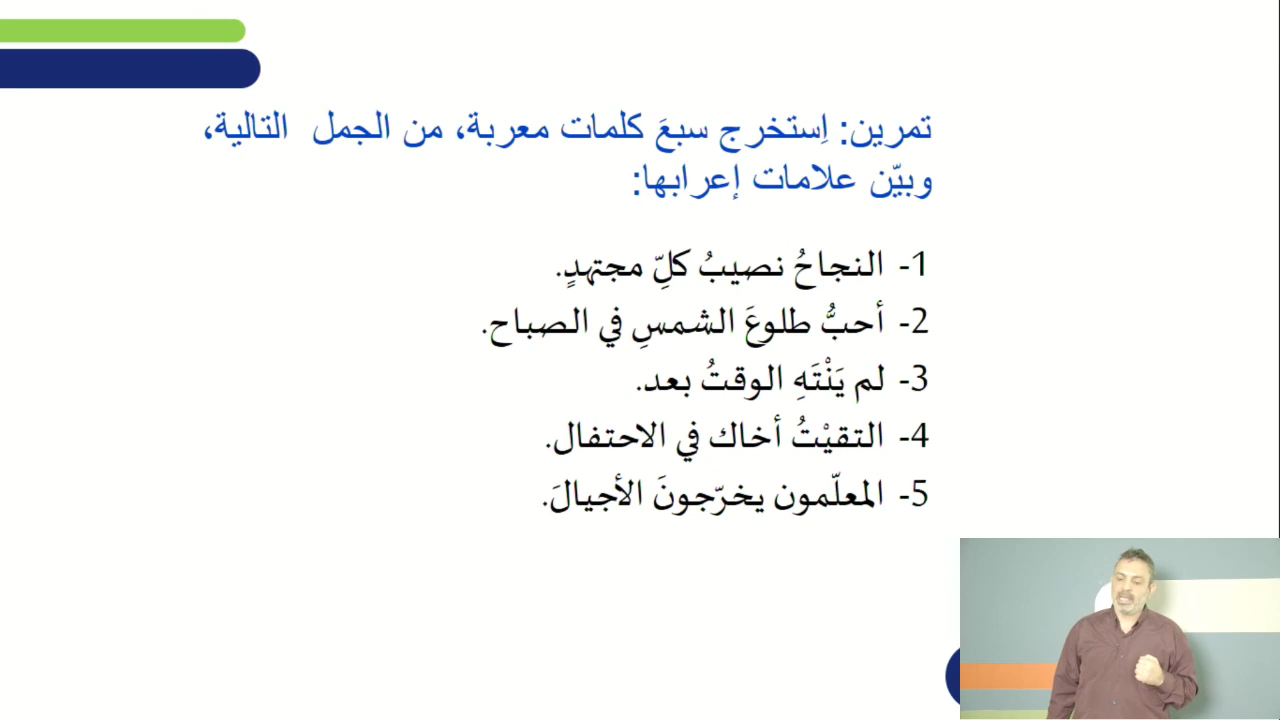 تمرين: اِستخرج سبعَ كلمات معربة، من الجمل التالية،
وبيّن علامات إعرابها:
1- النجاحُ نصيبُ كلِّ مجتهدٍ.
2- أحبُّ طلوعَ الشمسِ في الصباح.
3- لم يَنْتَهِ الوقتُ بعد.
4- التقيْتُ أخاك في الاحتفال.
5- المعلّمون يخرّجونَ الأجيالَ.